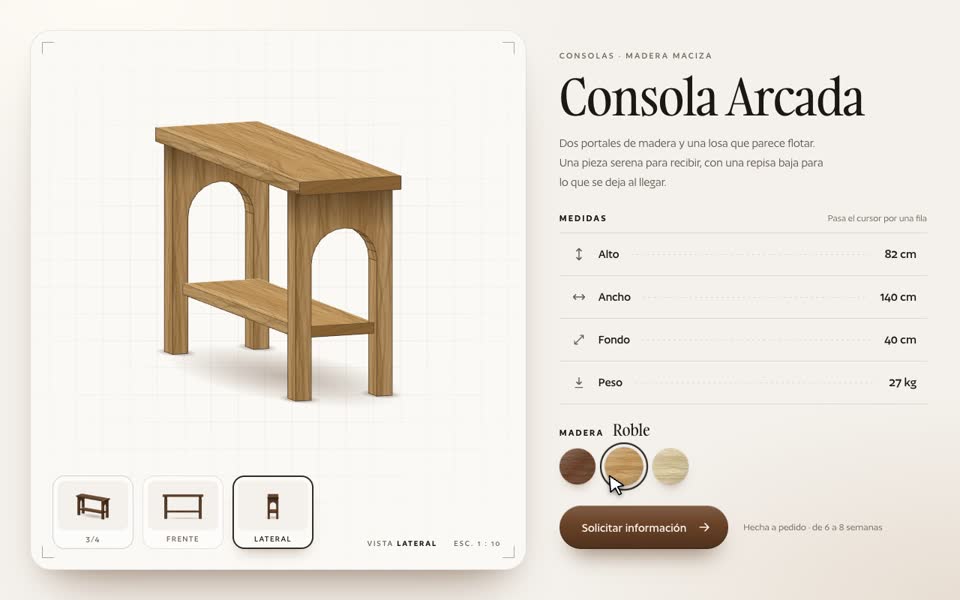 CONSOLAS · MADERA MACIZA
Consola Arcada
Dos portales de madera y una losa que parece flotar.
Una pieza serena para recibir, con una repisa baja para
lo que se deja al llegar.
MEDIDAS
Pasa el cursor por una fila
Alto 82 cm
Ancho 140 cm
Fondo 40 cm
Peso 27 kg
MADERA Roble
Solicitar información →
Hecha a pedido · de 6 a 8 semanas
3/4
FRENTE
LATERAL
VISTA LATERAL ESC. 1 : 10